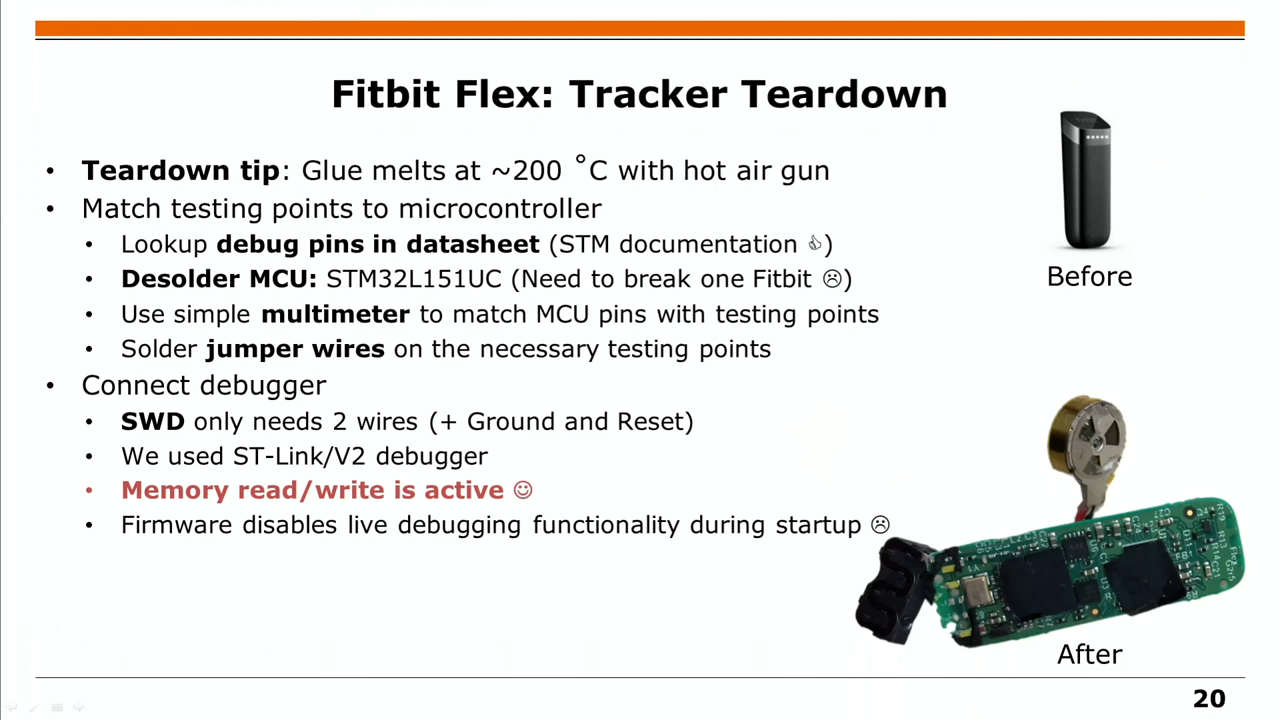 Fitbit Flex: Tracker Teardown
• Teardown tip: Glue melts at ~200 ˚C with hot air gun
• Match testing points to microcontroller
• Lookup debug pins in datasheet (STM documentation 👍)
• Desolder MCU: STM32L151UC (Need to break one Fitbit ☹)
• Use simple multimeter to match MCU pins with testing points
• Solder jumper wires on the necessary testing points
• Connect debugger
• SWD only needs 2 wires (+ Ground and Reset)
• We used ST-Link/V2 debugger
• Memory read/write is active ☺
• Firmware disables live debugging functionality during startup ☹
Before
After
20